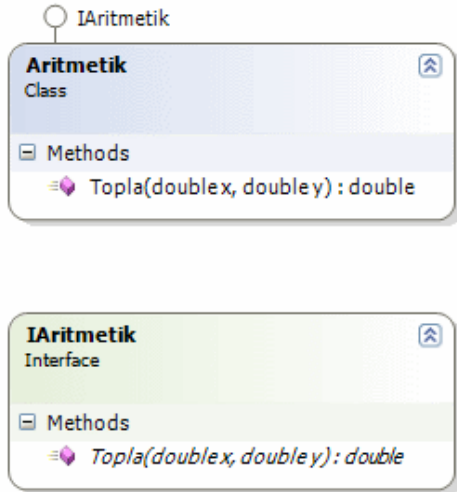 IAritmetik
Aritmetik
Class
Methods
Topla(double x, double y) : double
IAritmetik
Interface
Methods
Topla(double x, double y) : double